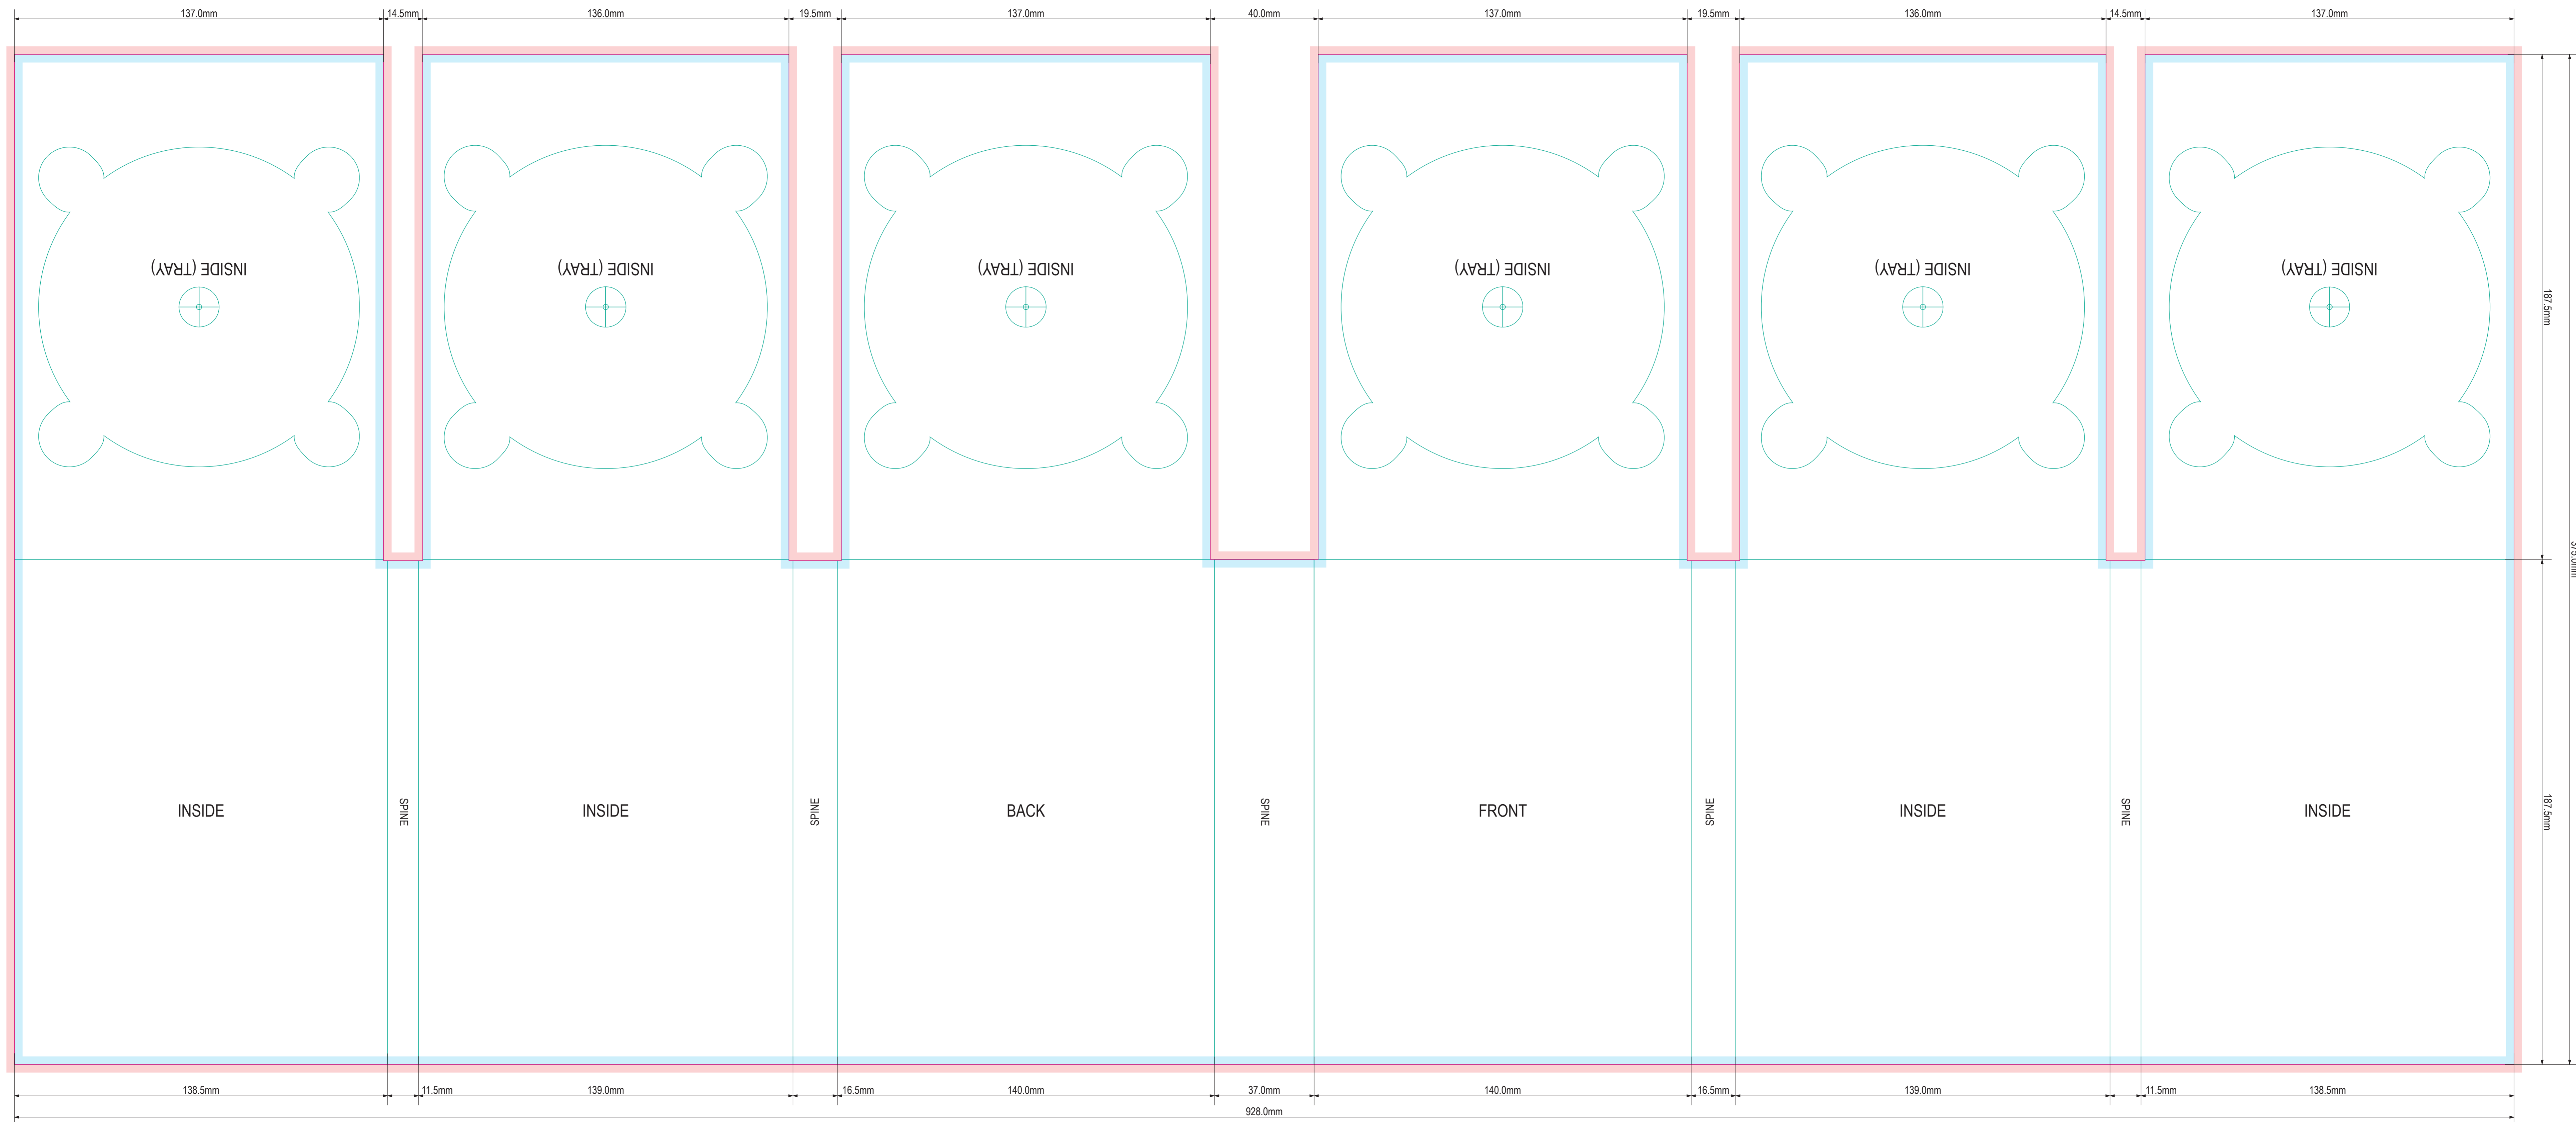 137.0mm 14.5mm 136.0mm 19.5mm 137.0mm 40.0mm 137.0mm 19.5mm 136.0mm 14.5mm 137.0mm
INSIDE (TRAY) INSIDE (TRAY) INSIDE (TRAY) INSIDE (TRAY) INSIDE (TRAY) INSIDE (TRAY)
187.5mm
375.0mm
INSIDE SPINE INSIDE SPINE BACK SPINE FRONT SPINE INSIDE SPINE INSIDE
187.5mm
138.5mm 11.5mm 139.0mm 16.5mm 140.0mm 37.0mm 140.0mm 16.5mm 139.0mm 11.5mm 138.5mm
928.0mm